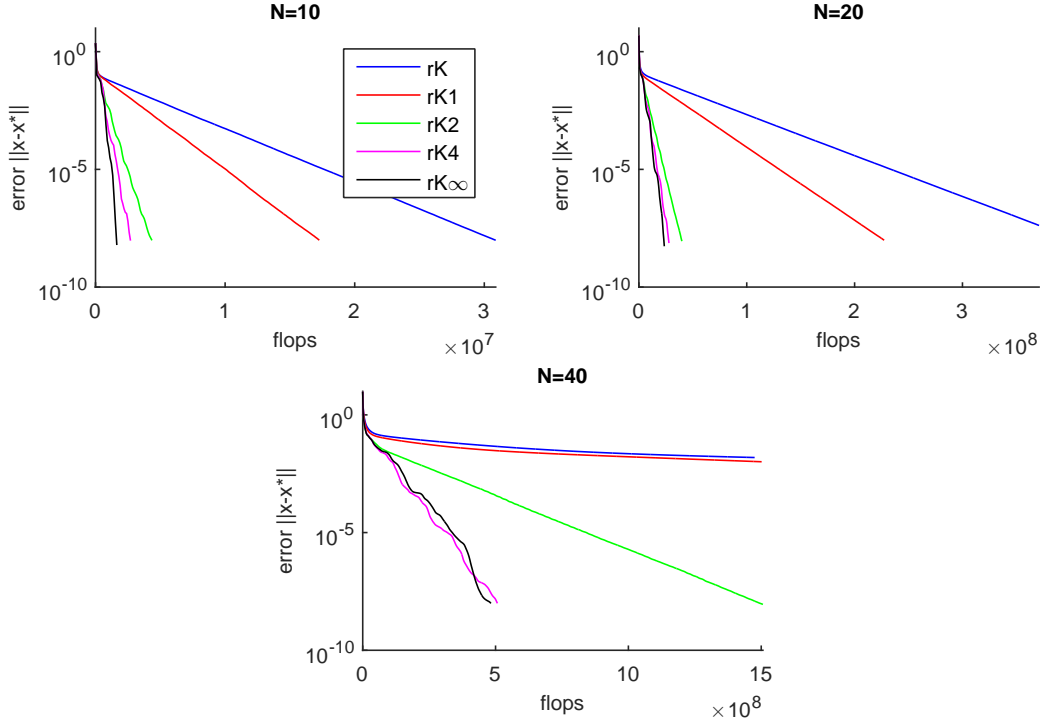 N=10
10^0
10^-5
10^-10
error ||x-x*||
0 1 2 3
flops
×10^7
rK
rK1
rK2
rK4
rK∞
N=20
10^0
10^-5
10^-10
error ||x-x*||
0 1 2 3
flops
×10^8
N=40
10^0
10^-5
10^-10
error ||x-x*||
0 5 10 15
flops
×10^8